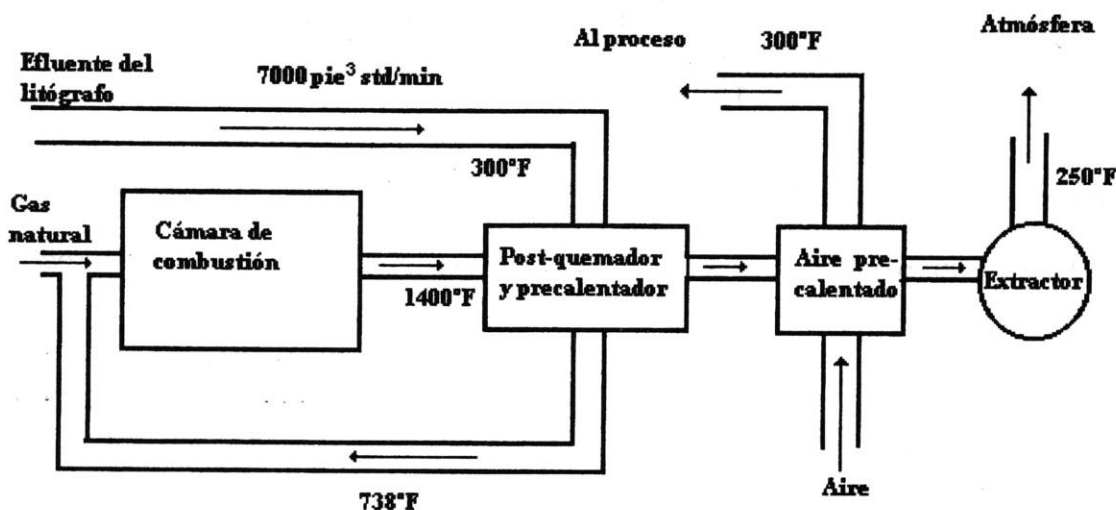 Efluente del
litógrafo
7000 pie³ std/min
300°F
Al proceso
300°F
Atmósfera
250°F
Gas
natural
Cámara de
combustión
1400°F
Post-quemador
y precalentador
Aire pre-
calentado
Extractor
738°F
Aire